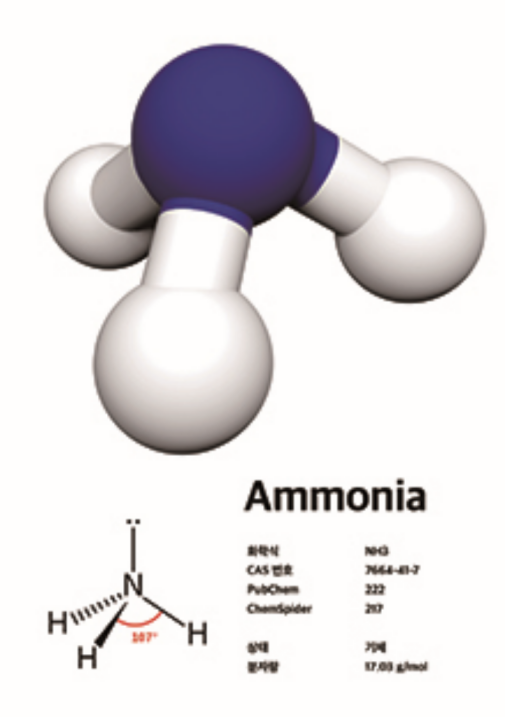 Ammonia
화학식 NH3
CAS 번호 7664-41-7
PubChem 222
ChemSpider 217
상태 기체
분자량 17.03 g/mol
N
H
H
H
107°